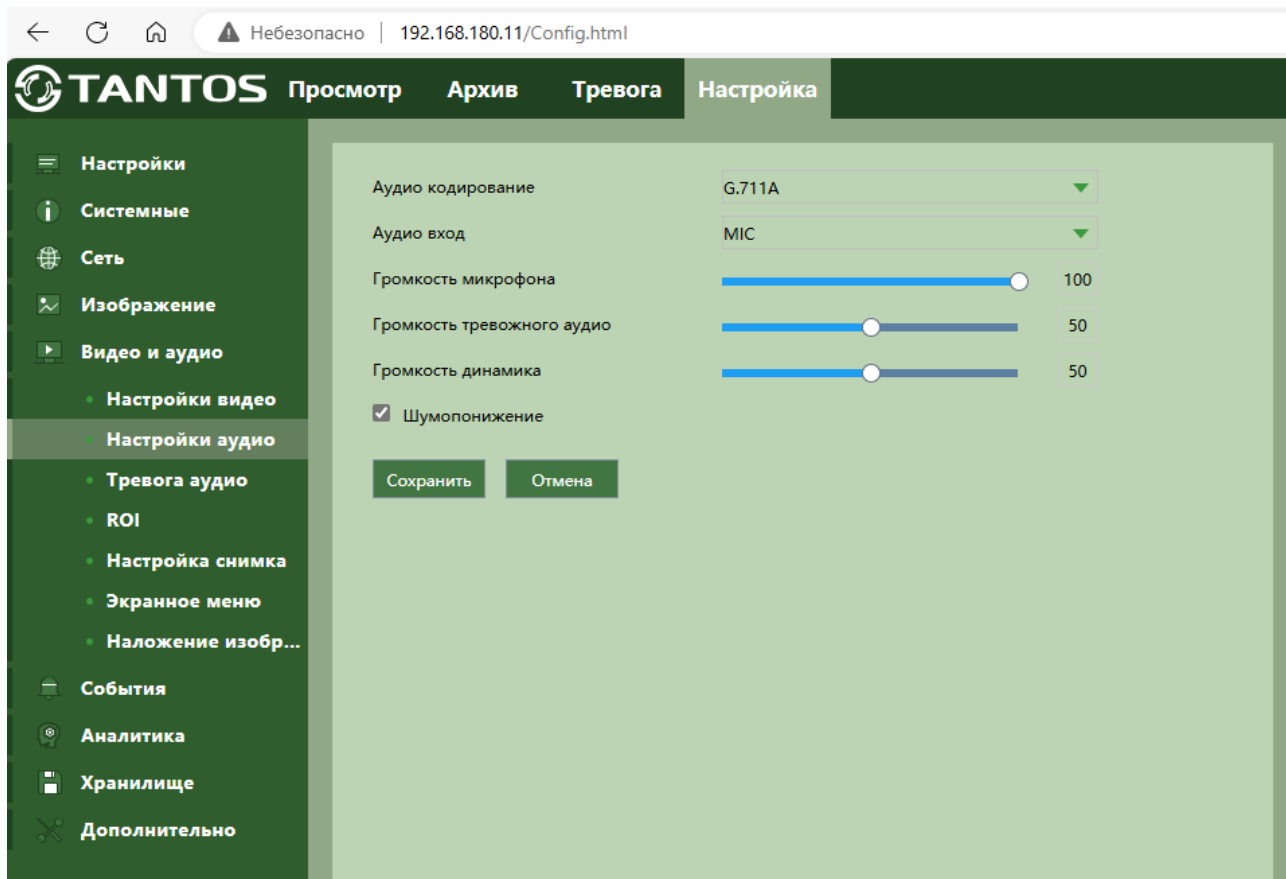 Небезопасно | 192.168.180.11/Config.html
TANTOS Просмотр Архив Тревога Настройка
Настройки
Системные
Сеть
Изображение
Видео и аудио
Настройки видео
Настройки аудио
Тревога аудио
ROI
Настройка снимка
Экранное меню
Наложение изобр...
События
Аналитика
Хранилище
Дополнительно
Аудио кодирование G.711A
Аудио вход MIC
Громкость микрофона 100
Громкость тревожного аудио 50
Громкость динамика 50
Шумопонижение
Сохранить Отмена